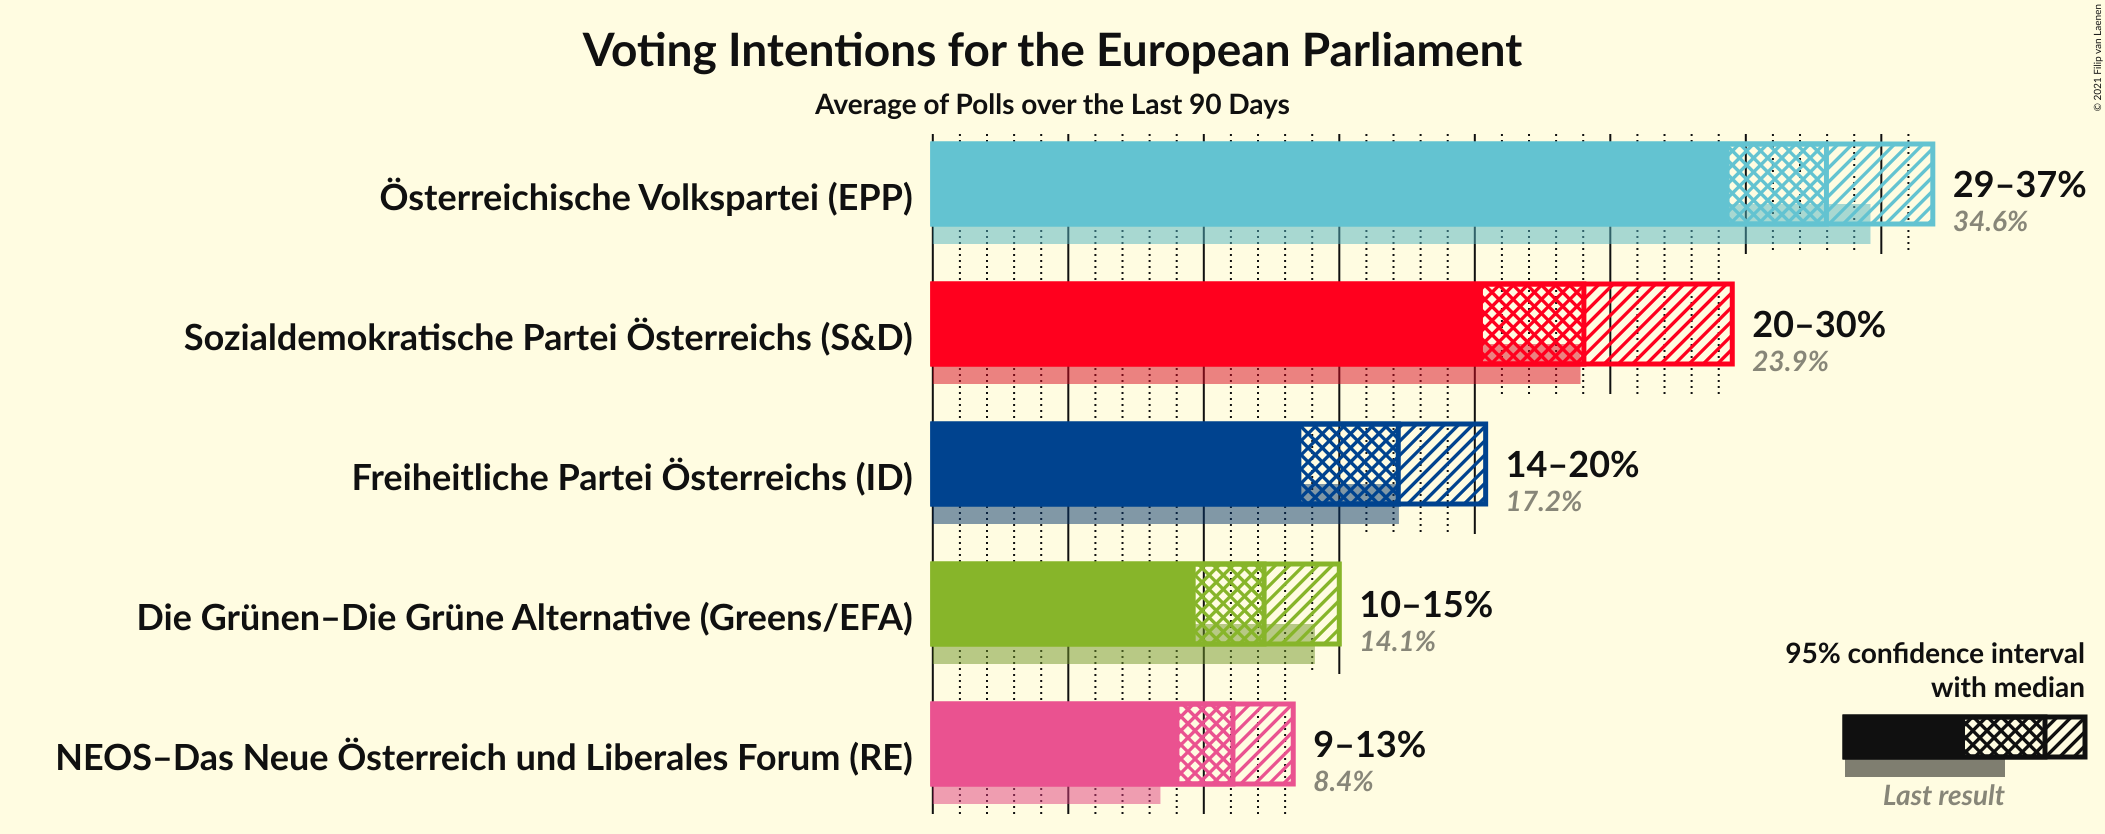 Voting Intentions for the European Parliament
Average of Polls over the Last 90 Days
© 2021 Filip van Laenen
Österreichische Volkspartei (EPP)
29–37%
34.6%
Sozialdemokratische Partei Österreichs (S&D)
20–30%
23.9%
Freiheitliche Partei Österreichs (ID)
14–20%
17.2%
Die Grünen–Die Grüne Alternative (Greens/EFA)
10–15%
14.1%
NEOS–Das Neue Österreich und Liberales Forum (RE)
9–13%
8.4%
95% confidence interval
with median
Last result